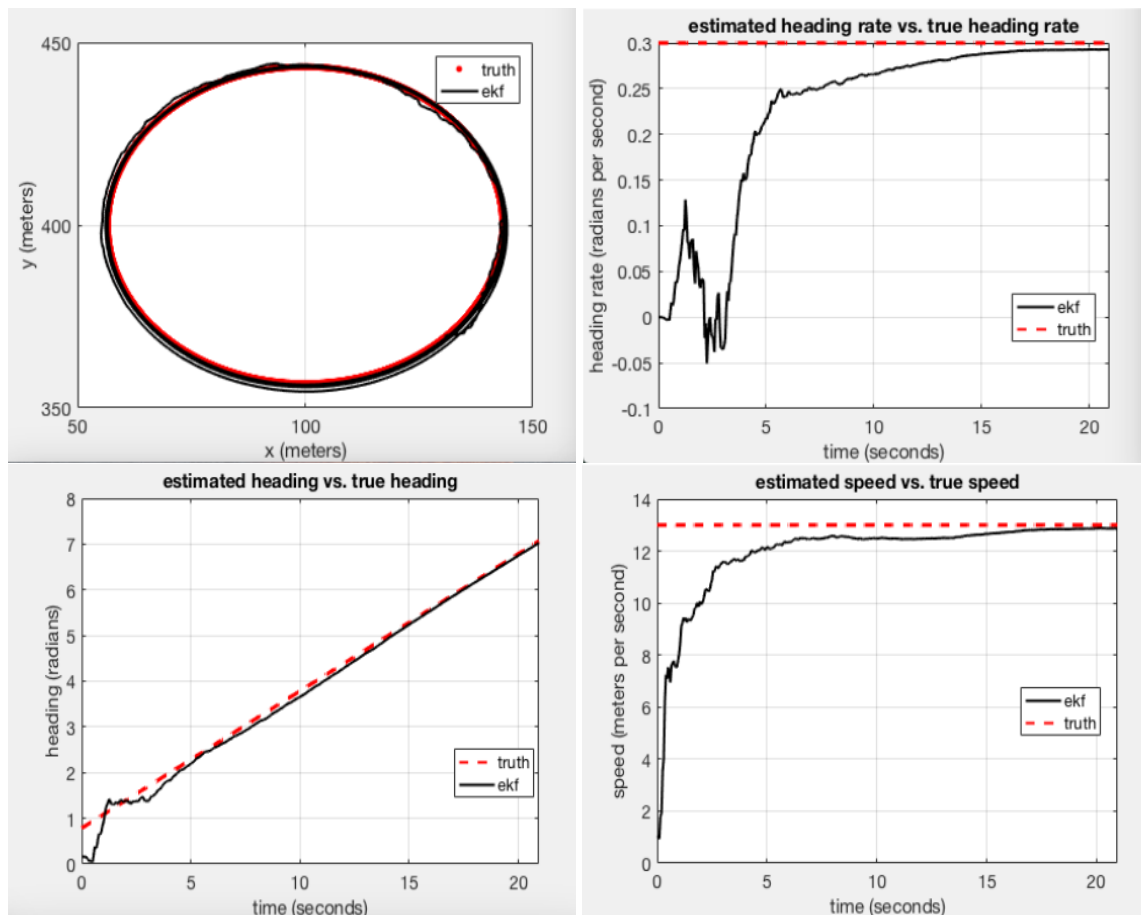 450
400
350
50
100
150
y (meters)
x (meters)
truth
ekf
estimated heading rate vs. true heading rate
0.3
0.25
0.2
0.15
0.1
0.05
0
-0.05
-0.1
0
5
10
15
20
heading rate (radians per second)
time (seconds)
ekf
truth
estimated heading vs. true heading
8
7
6
5
4
3
2
1
0
0
5
10
15
20
heading (radians)
time (seconds)
truth
ekf
estimated speed vs. true speed
14
12
10
8
6
4
2
0
0
5
10
15
20
speed (meters per second)
time (seconds)
ekf
truth